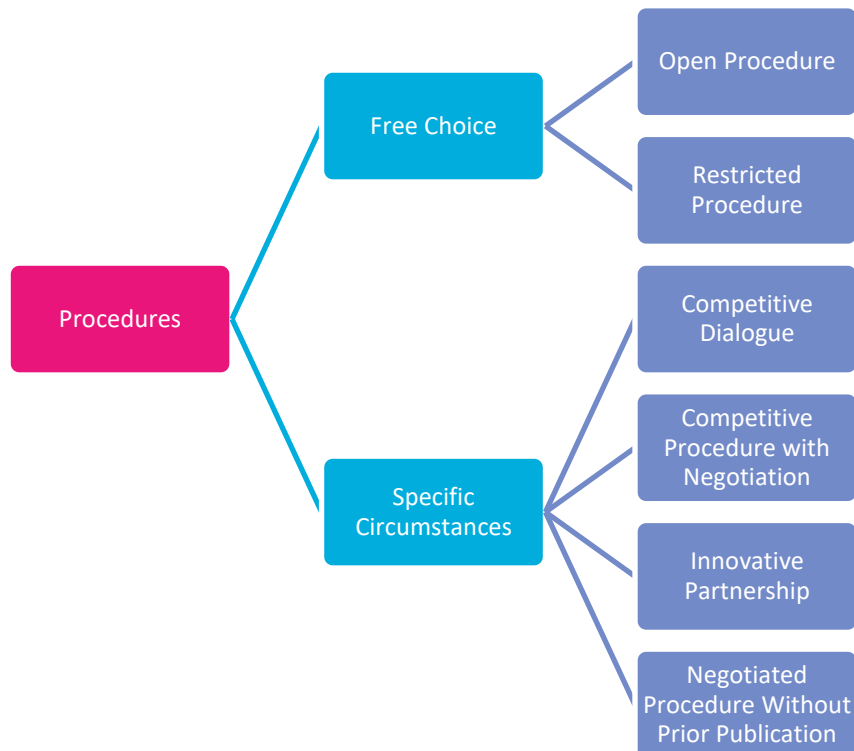 Procedures
Free Choice
Specific
Circumstances
Open Procedure
Restricted
Procedure
Competitive
Dialogue
Competitive
Procedure with
Negotiation
Innovative
Partnership
Negotiated
Procedure Without
Prior Publication